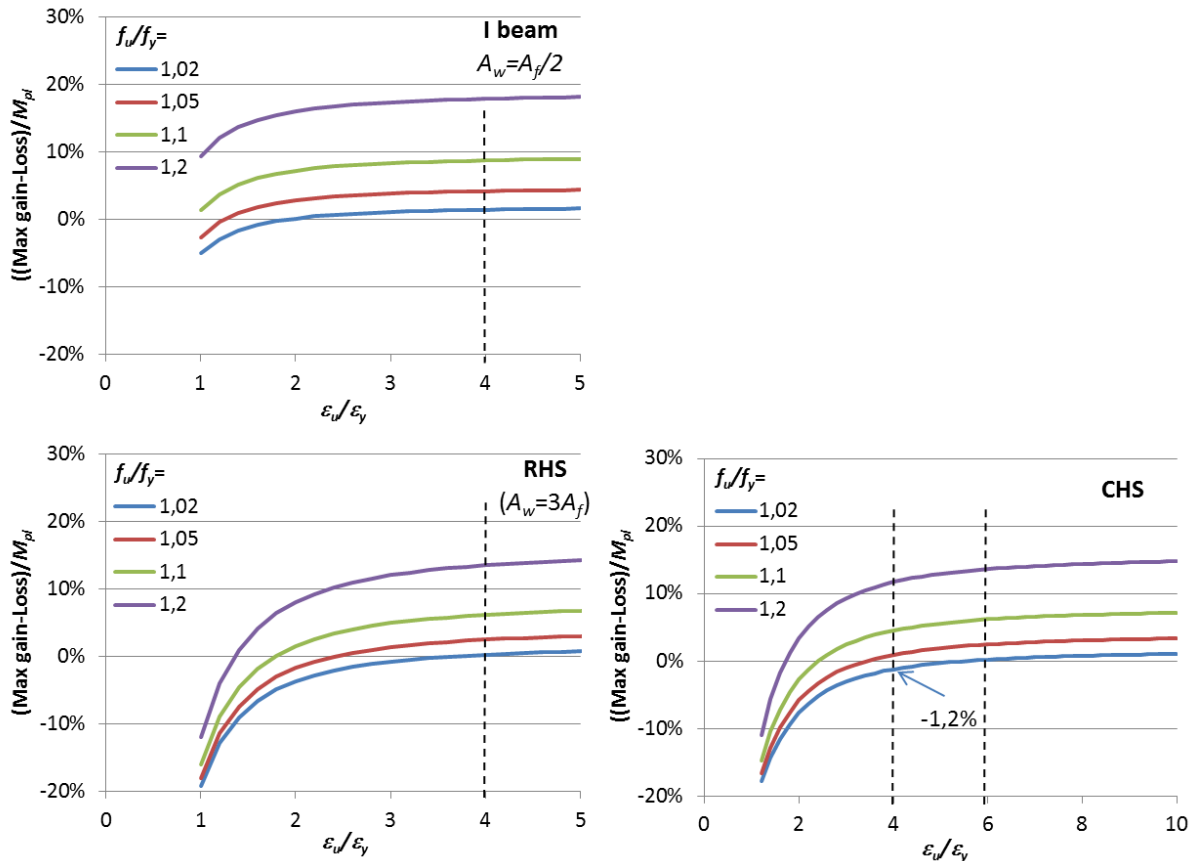 I beam
A_w=A_f/2
f_u/f_y=
1,02
1,05
1,1
1,2
((Max gain-Loss)/M_pl
30%
20%
10%
0%
-10%
-20%
0 1 2 3 4 5
ε_u/ε_y
RHS
(A_w=3A_f)
f_u/f_y=
1,02
1,05
1,1
1,2
((Max gain-Loss)/M_pl
30%
20%
10%
0%
-10%
-20%
0 1 2 3 4 5
ε_u/ε_y
CHS
f_u/f_y=
1,02
1,05
1,1
1,2
-1,2%
((Max gain-Loss)/M_pl
30%
20%
10%
0%
-10%
-20%
0 2 4 6 8 10
ε_u/ε_y